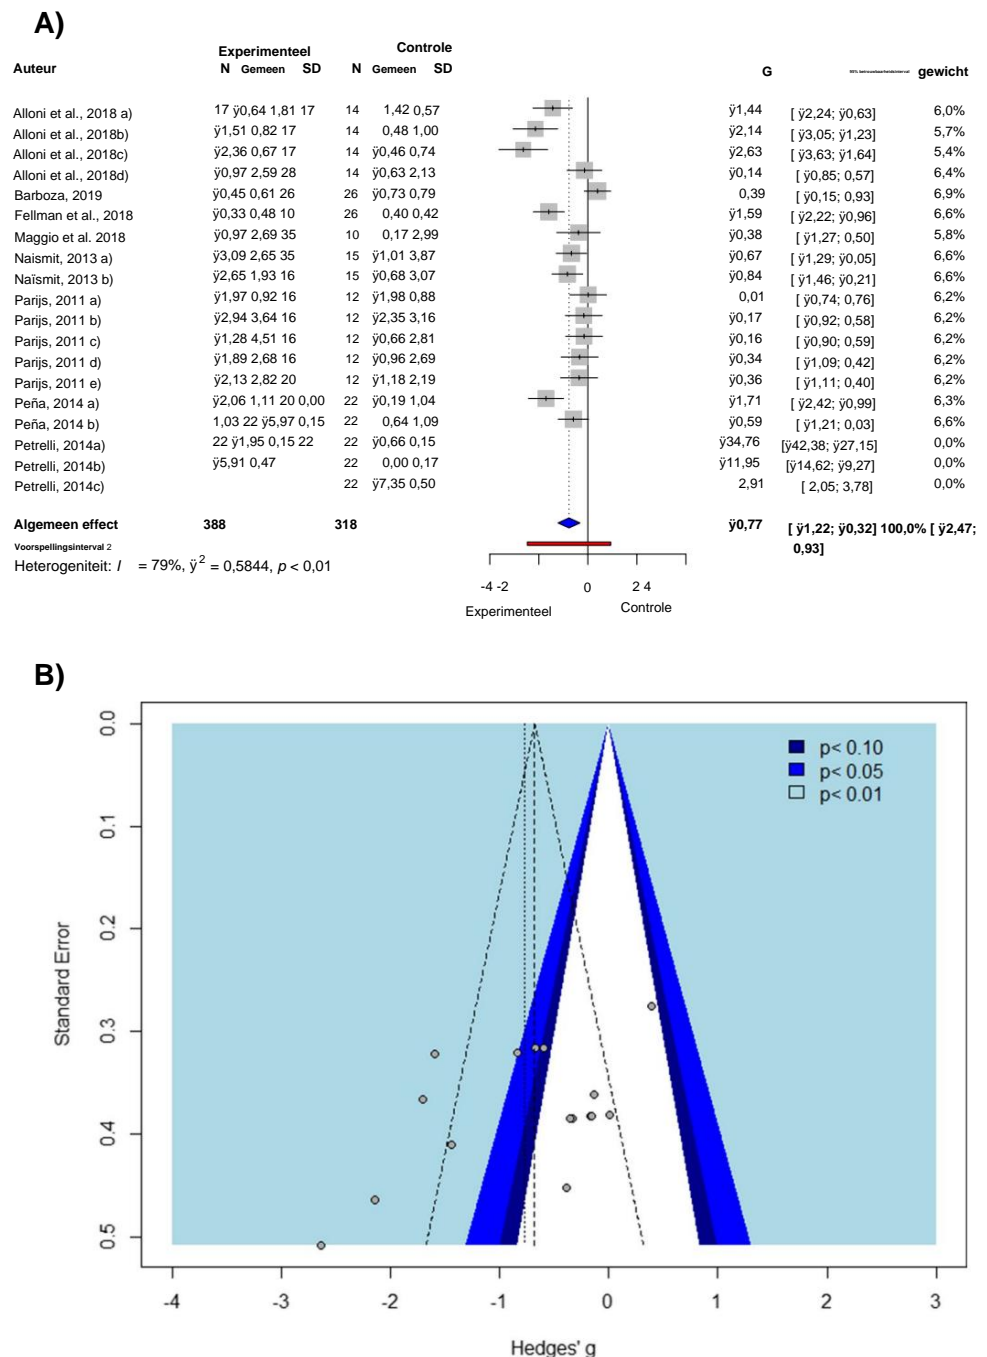 A)
Experimenteel Controle
Auteur N Gemeen SD N Gemeen SD G 95% betrouwbaarheidsinterval gewicht
Alloni et al., 2018 a) 17 ÿ0,64 1,81 17 14 1,42 0,57 ÿ1,44 [ ÿ2,24; ÿ0,63] 6,0%
Alloni et al., 2018b) ÿ1,51 0,82 17 14 0,48 1,00 ÿ2,14 [ ÿ3,05; ÿ1,23] 5,7%
Alloni et al., 2018c) ÿ2,36 0,67 17 14 ÿ0,46 0,74 ÿ2,63 [ ÿ3,63; ÿ1,64] 5,4%
Alloni et al., 2018d) ÿ0,97 2,59 28 14 ÿ0,63 2,13 ÿ0,14 [ ÿ0,85; ÿ0,57] 6,4%
Barboza, 2019 ÿ0,45 0,61 26 26 ÿ0,73 0,79 0,39 [ ÿ0,15; 0,93] 6,9%
Fellman et al., 2018 ÿ0,33 0,48 10 26 0,40 0,42 ÿ1,59 [ ÿ2,22; ÿ0,96] 6,6%
Maggio et al. 2018 ÿ0,97 2,69 35 10 0,17 2,99 ÿ0,38 [ ÿ1,27; ÿ0,50] 5,8%
Naismit, 2013 a) ÿ3,09 2,65 35 15 ÿ1,01 3,87 ÿ0,67 [ ÿ1,29; ÿ0,05] 6,6%
Naïsmit, 2013 b) ÿ2,65 1,93 16 15 ÿ0,68 3,07 ÿ0,84 [ ÿ1,46; ÿ0,21] 6,6%
Parijs, 2011 a) ÿ1,97 0,92 16 12 ÿ1,98 0,88 0,01 [ ÿ0,74; 0,76] 6,2%
Parijs, 2011 b) ÿ2,94 3,64 16 12 ÿ2,35 3,16 ÿ0,17 [ ÿ0,92; 0,58] 6,2%
Parijs, 2011 c) ÿ1,28 4,51 16 12 ÿ0,66 2,81 ÿ0,16 [ ÿ0,90; 0,59] 6,2%
Parijs, 2011 d) ÿ1,89 2,68 16 12 ÿ0,96 2,69 ÿ0,34 [ ÿ1,09; 0,42] 6,2%
Parijs, 2011 e) ÿ2,13 2,82 20 12 ÿ1,18 2,19 ÿ0,36 [ ÿ1,11; 0,40] 6,2%
Peña, 2014 a) ÿ2,06 1,11 20 0,00 22 ÿ0,19 1,04 ÿ1,71 [ ÿ2,42; ÿ0,99] 6,3%
Peña, 2014 b) 1,03 22 ÿ5,97 0,15 22 0,64 1,09 ÿ0,59 [ ÿ1,21; 0,03] 6,6%
Petrelli, 2014a) 22 ÿ1,95 0,15 22 22 ÿ0,66 0,15 ÿ34,76 [ÿ42,38; ÿ27,15] 0,0%
Petrelli, 2014b) ÿ5,91 0,47 22 0,00 0,17 ÿ11,95 [ÿ14,62; ÿ9,27] 0,0%
Petrelli, 2014c) 22 ÿ7,35 0,50 2,91 [ 2,05; 3,78] 0,0%
Algemeen effect 388 318 ÿ0,77 [ ÿ1,22; ÿ0,32] 100,0% [ ÿ2,47;
Voorspellingsinterval 2 0,93]
Heterogeniteit: I = 79%, ÿ2 = 0,5844, p < 0,01
-4 -2 0 2 4
Experimenteel Controle
B)
p< 0.10
p< 0.05
p< 0.01
Standard Error
0.0
0.1
0.2
0.3
0.4
0.5
-4 -3 -2 -1 0 1 2 3
Hedges' g